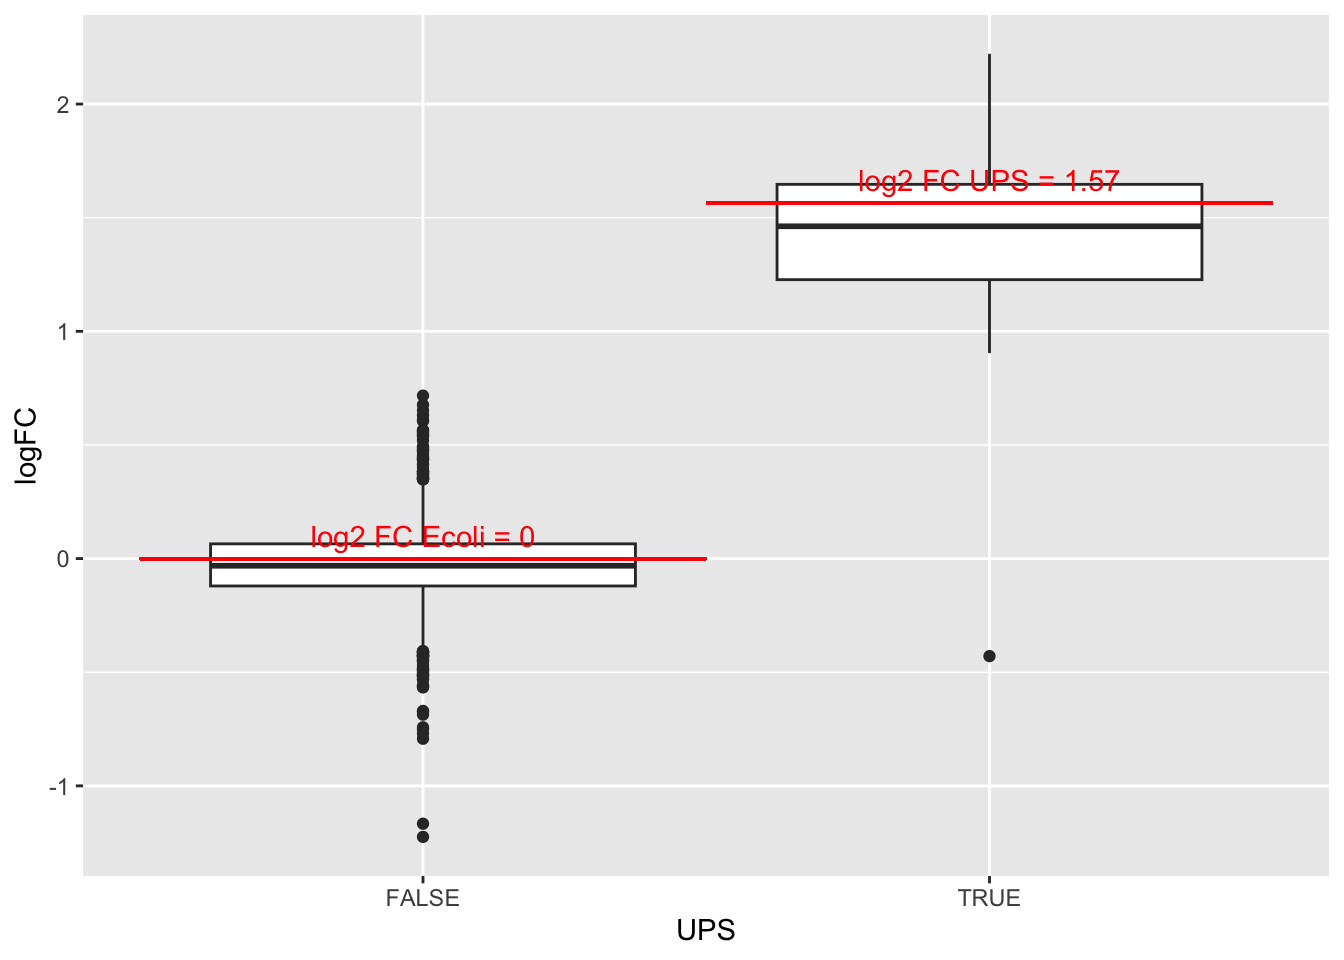 2
log2 FC UPS = 1.57
1
logFC
log2 FC Ecoli = 0
0
-1
FALSE
TRUE
UPS